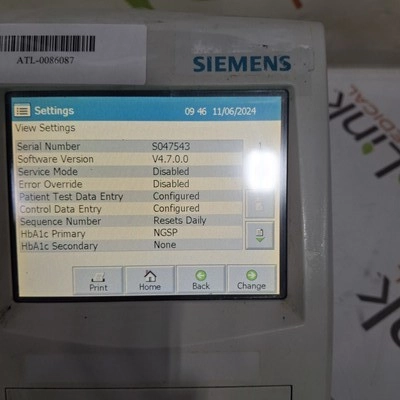 ATL-0086087
SIEMENS
Settings 09 46 11/06/2024
View Settings
Serial Number S047543
Software Version V4.7.0.0
Service Mode Disabled
Error Override Disabled
Patient Test Data Entry Configured
Control Data Entry Configured
Sequence Number Resets Daily
HbA1c Primary NGSP
HbA1c Secondary None
Print Home Back Change
Link
MEDICAL